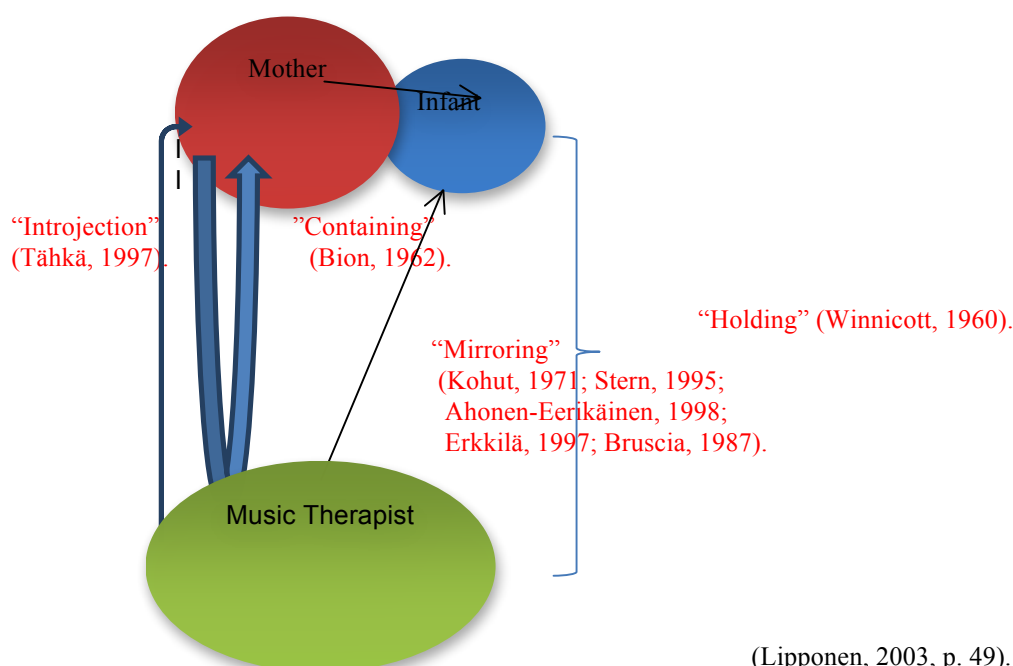 Mother
Infant
“Introjection”
(Tähkä, 1997).
”Containing”
(Bion, 1962).
“Holding” (Winnicott, 1960).
“Mirroring”
(Kohut, 1971; Stern, 1995;
Ahonen-Eerikäinen, 1998;
Erkkilä, 1997; Bruscia, 1987).
Music Therapist
(Lipponen, 2003, p. 49).